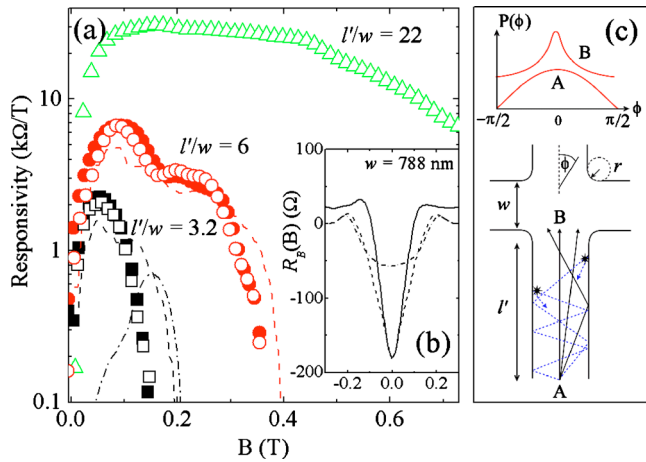 (a)
l'/w = 22
l'/w = 6
l'/w = 3.2
Responsivity (kΩ/T)
10
1
0.1
0.0 0.2 0.4 0.6
B (T)
w = 788 nm
R_B(B) (Ω)
100
0
-100
-200
-0.2 0.0 0.2
(b)
(c)
P(ϕ)
B
A
ϕ
−π/2 0 π/2
ϕ r
w
B
l'
A